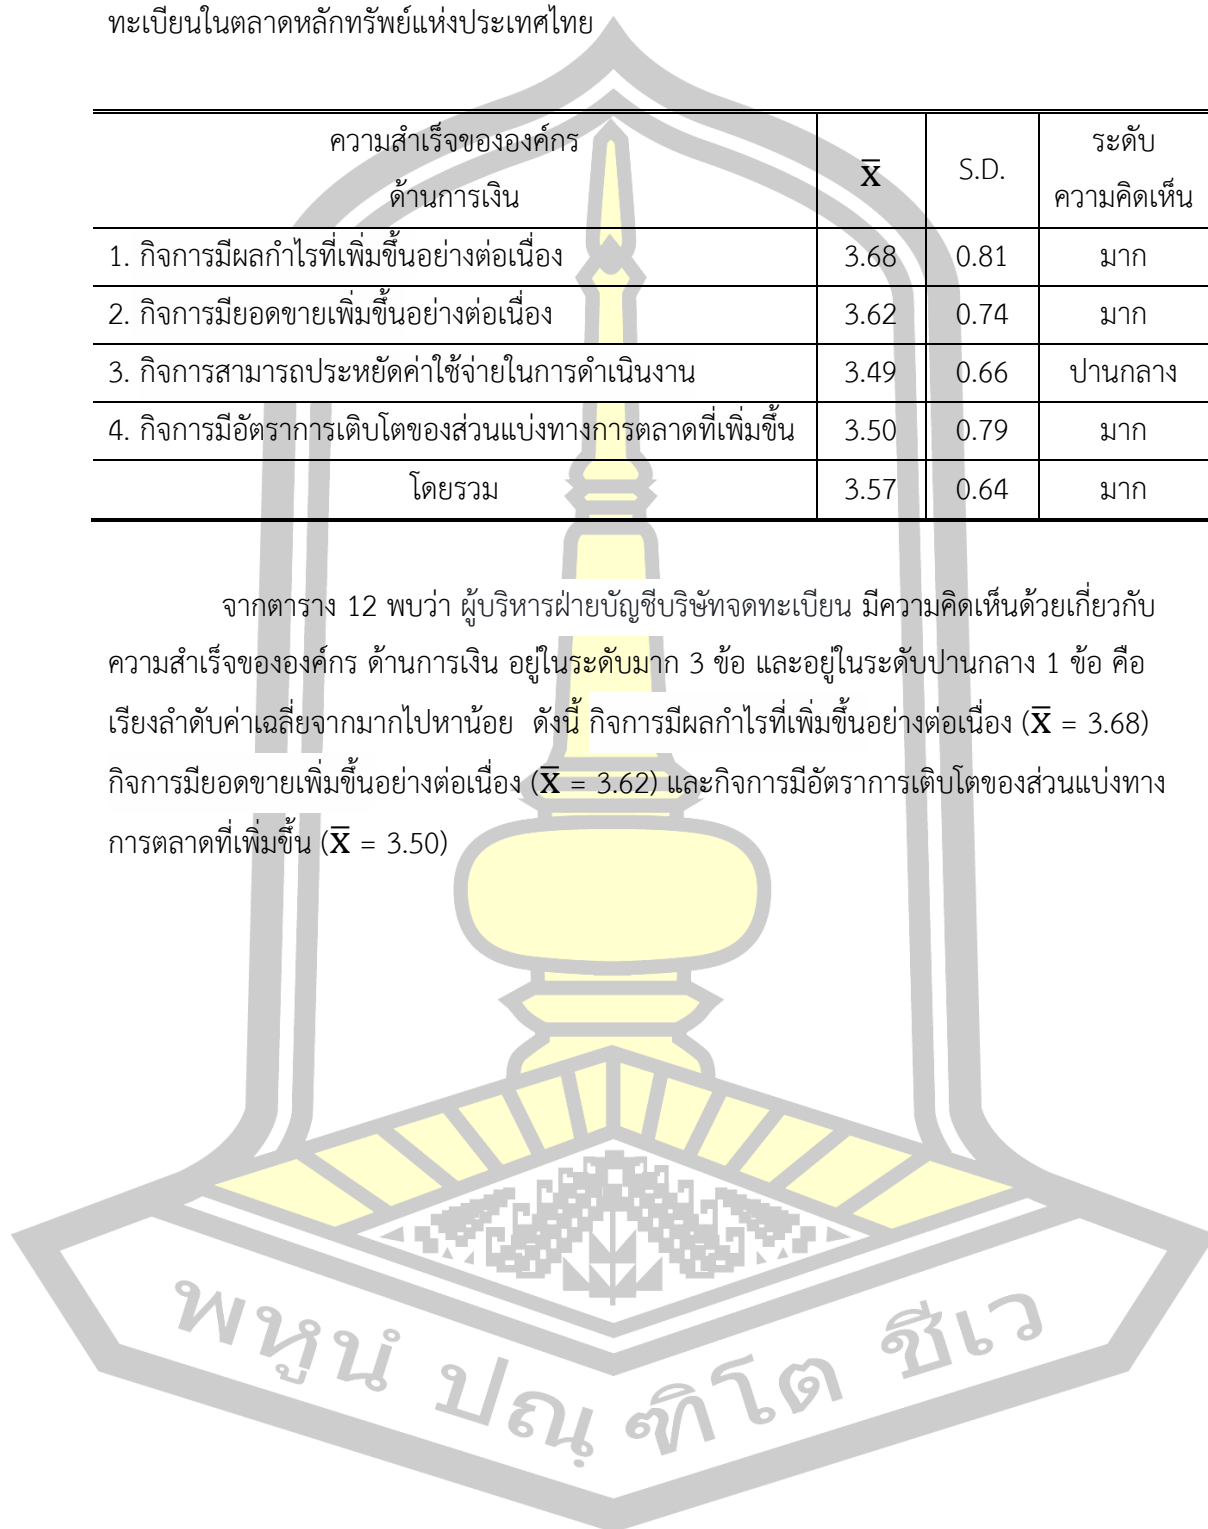 ทะเบียนในตลาดหลักทรัพย์แห่งประเทศไทย
ความสำเร็จขององค์กร
ด้านการเงิน
X̅
S.D.
ระดับ
ความคิดเห็น
1. กิจการมีผลกำไรที่เพิ่มขึ้นอย่างต่อเนื่อง 3.68 0.81 มาก
2. กิจการมียอดขายเพิ่มขึ้นอย่างต่อเนื่อง 3.62 0.74 มาก
3. กิจการสามารถประหยัดค่าใช้จ่ายในการดำเนินงาน 3.49 0.66 ปานกลาง
4. กิจการมีอัตราการเติบโตของส่วนแบ่งทางการตลาดที่เพิ่มขึ้น 3.50 0.79 มาก
โดยรวม 3.57 0.64 มาก
จากตาราง 12 พบว่า ผู้บริหารฝ่ายบัญชีบริษัทจดทะเบียน มีความคิดเห็นด้วยเกี่ยวกับ
ความสำเร็จขององค์กร ด้านการเงิน อยู่ในระดับมาก 3 ข้อ และอยู่ในระดับปานกลาง 1 ข้อ คือ
เรียงลำดับค่าเฉลี่ยจากมากไปหาน้อย ดังนี้ กิจการมีผลกำไรที่เพิ่มขึ้นอย่างต่อเนื่อง (X̅ = 3.68)
กิจการมียอดขายเพิ่มขึ้นอย่างต่อเนื่อง (X̅ = 3.62) และกิจการมีอัตราการเติบโตของส่วนแบ่งทาง
การตลาดที่เพิ่มขึ้น (X̅ = 3.50)
พหูนํ ปณฺฑิโต ชีเว